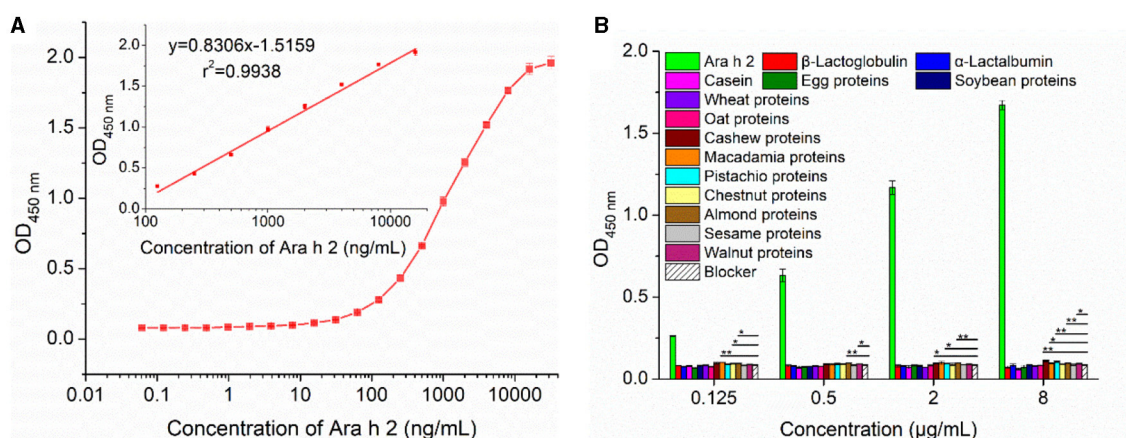 A
y=0.8306x−1.5159
r²=0.9938
2.0
1.5
1.0
0.5
0.0
OD450 nm
100
1000
10000
Concentration of Ara h 2 (ng/mL)
2.0
1.5
1.0
0.5
0.0
OD450 nm
0.01
0.1
1
10
100
1000
10000
Concentration of Ara h 2 (ng/mL)
B
2.0
1.5
1.0
0.5
0.0
OD450 nm
Ara h 2
β-Lactoglobulin
α-Lactalbumin
Casein
Egg proteins
Soybean proteins
Wheat proteins
Oat proteins
Cashew proteins
Macadamia proteins
Pistachio proteins
Chestnut proteins
Almond proteins
Sesame proteins
Walnut proteins
Blocker
*
*
**
*
**
**
*
*
*
**
**
*
**
0.125
0.5
2
8
Concentration (μg/mL)